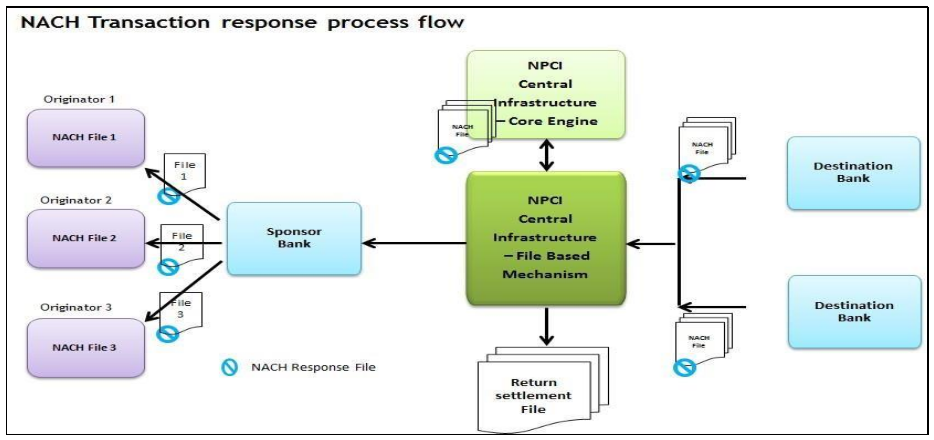 NACH Transaction response process flow
Originator 1
NACH File 1
File
1
Originator 2
NACH File 2
File
2
Originator 3
NACH File 3
File
3
Sponsor
Bank
NACH Response File
NPCI
Central
Infrastructure
– Core Engine
NACH
File
NPCI
Central
Infrastructure
– File Based
Mechanism
Return
settlement
File
NACH
File
Destination
Bank
NACH
File
Destination
Bank